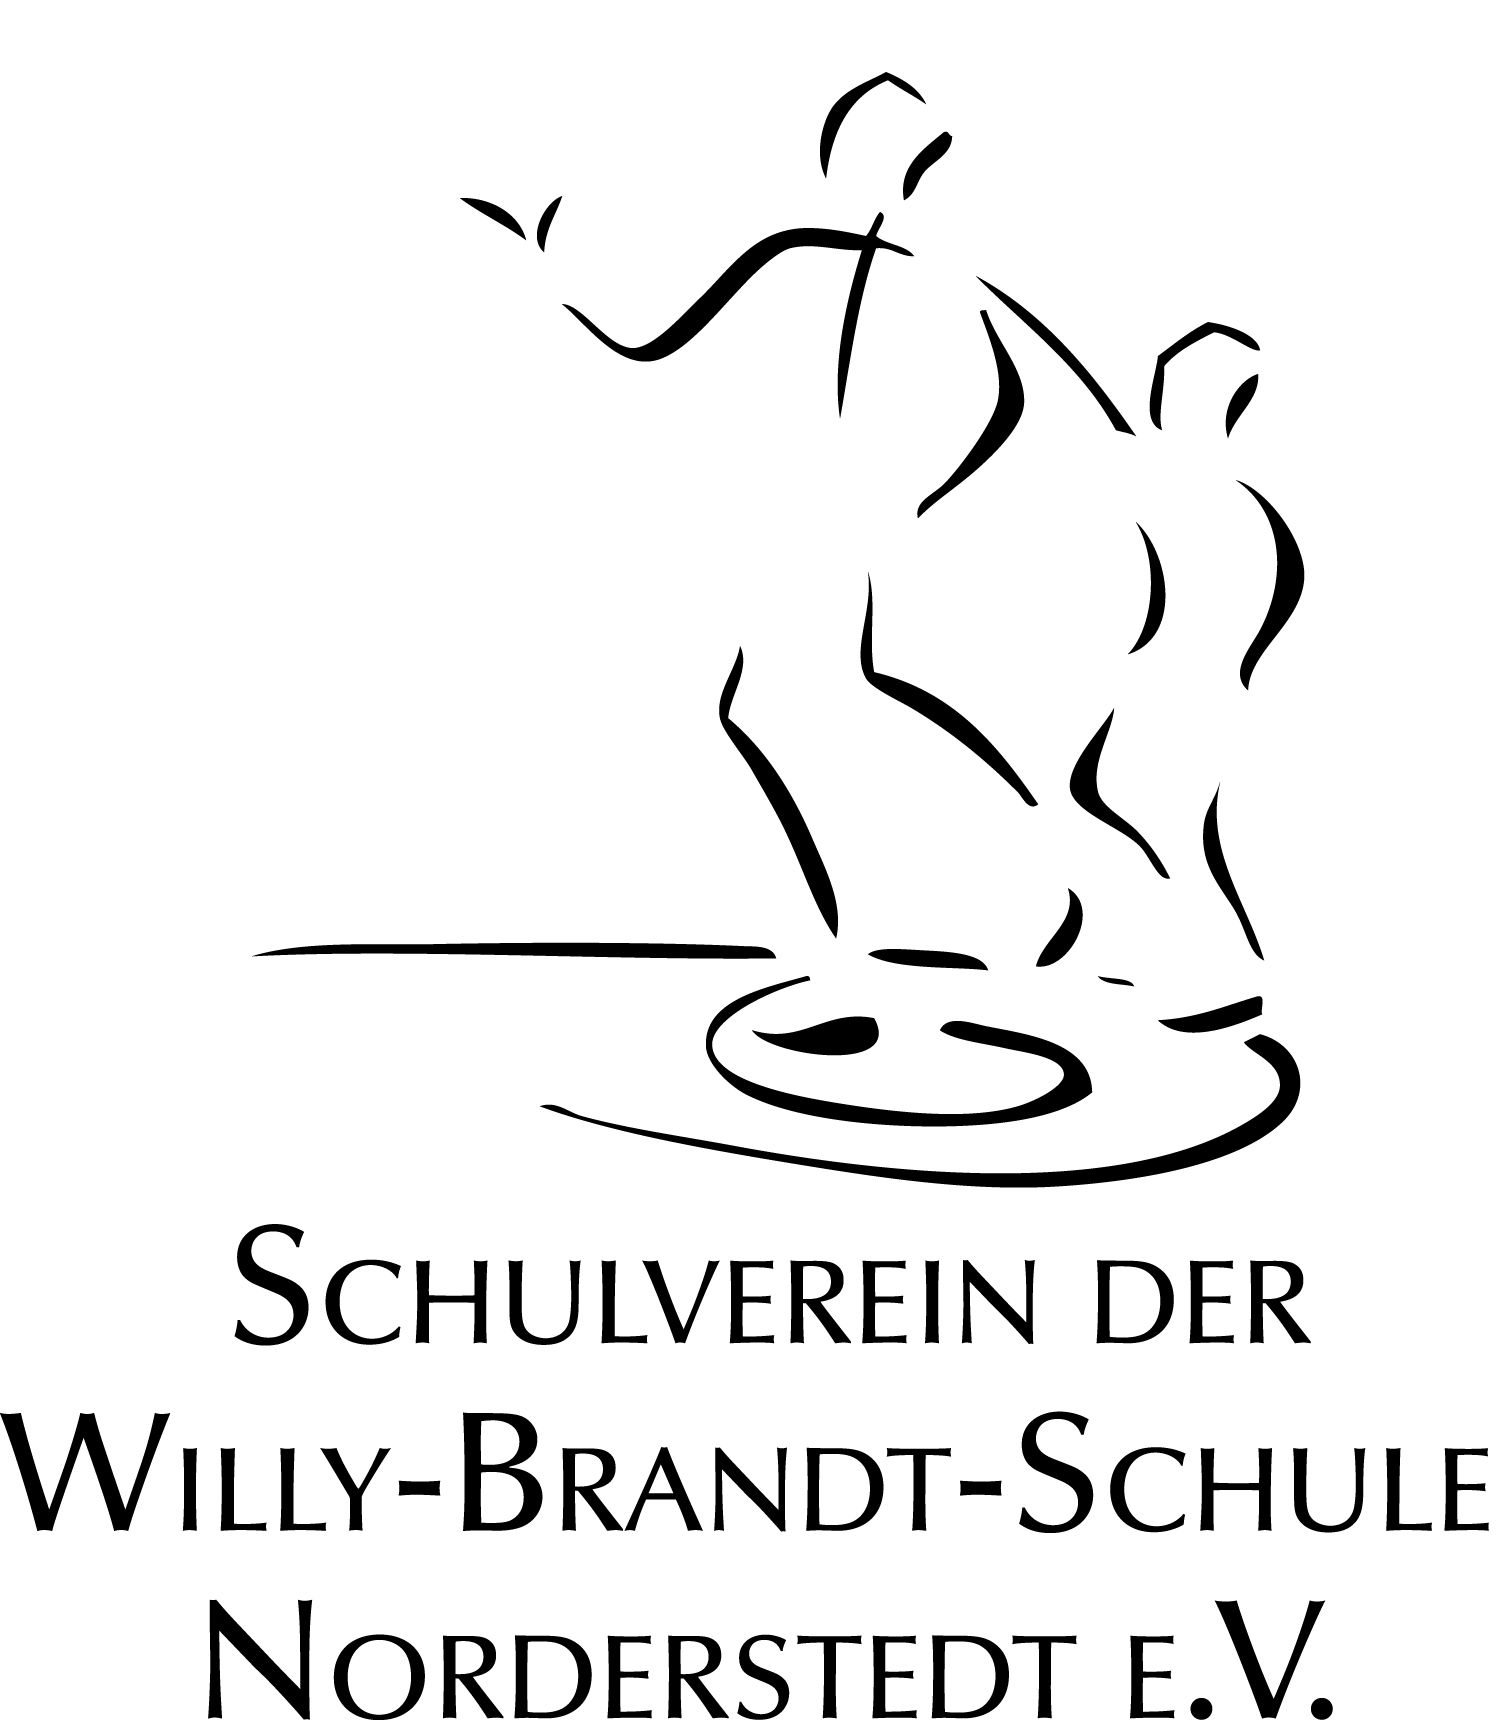 Schulverein der
Willy-Brandt-Schule
Norderstedt e.V.